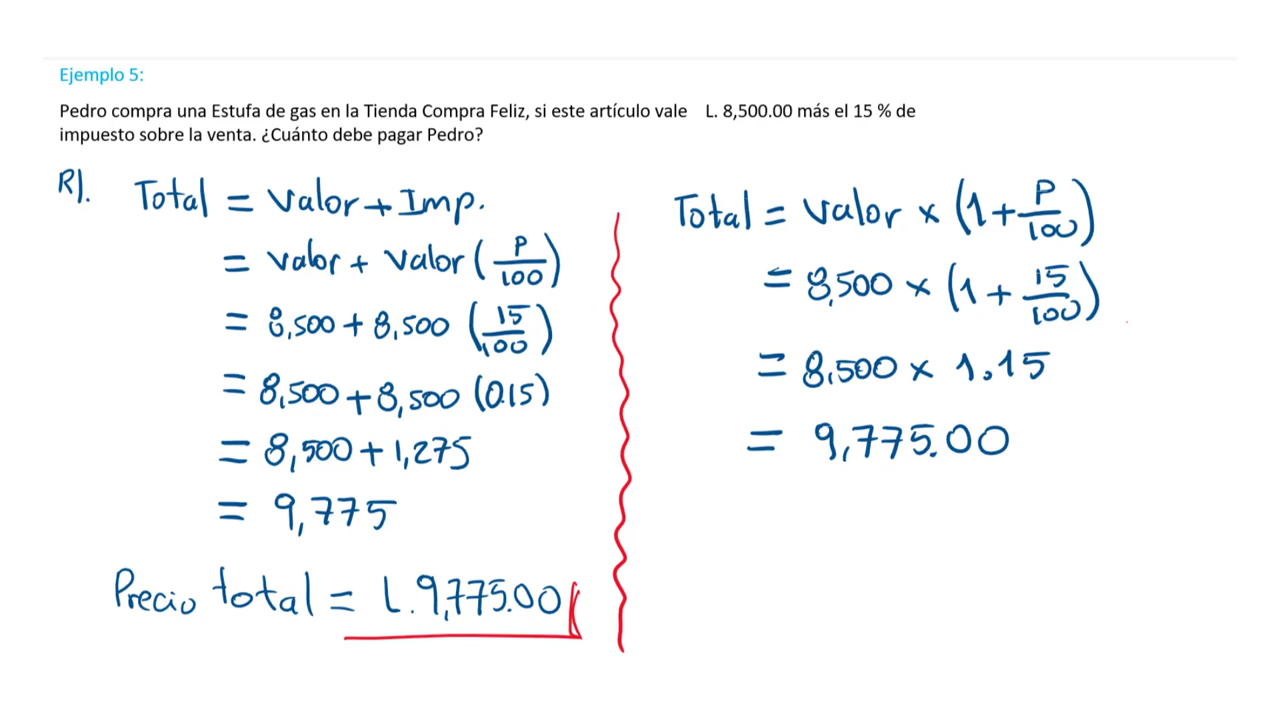 Ejemplo 5:
Pedro compra una Estufa de gas en la Tienda Compra Feliz, si este artículo vale L. 8,500.00 más el 15 % de
impuesto sobre la venta. ¿Cuánto debe pagar Pedro?
R). Total = Valor + Imp.
= Valor + Valor (P/100)
= 8,500 + 8,500 (15/100)
= 8,500 + 8,500 (0.15)
= 8,500 + 1,275
= 9,775
Precio total = L. 9,775.00
Total = Valor × (1 + P/100)
= 8,500 × (1 + 15/100)
= 8,500 × 1.15
= 9,775.00